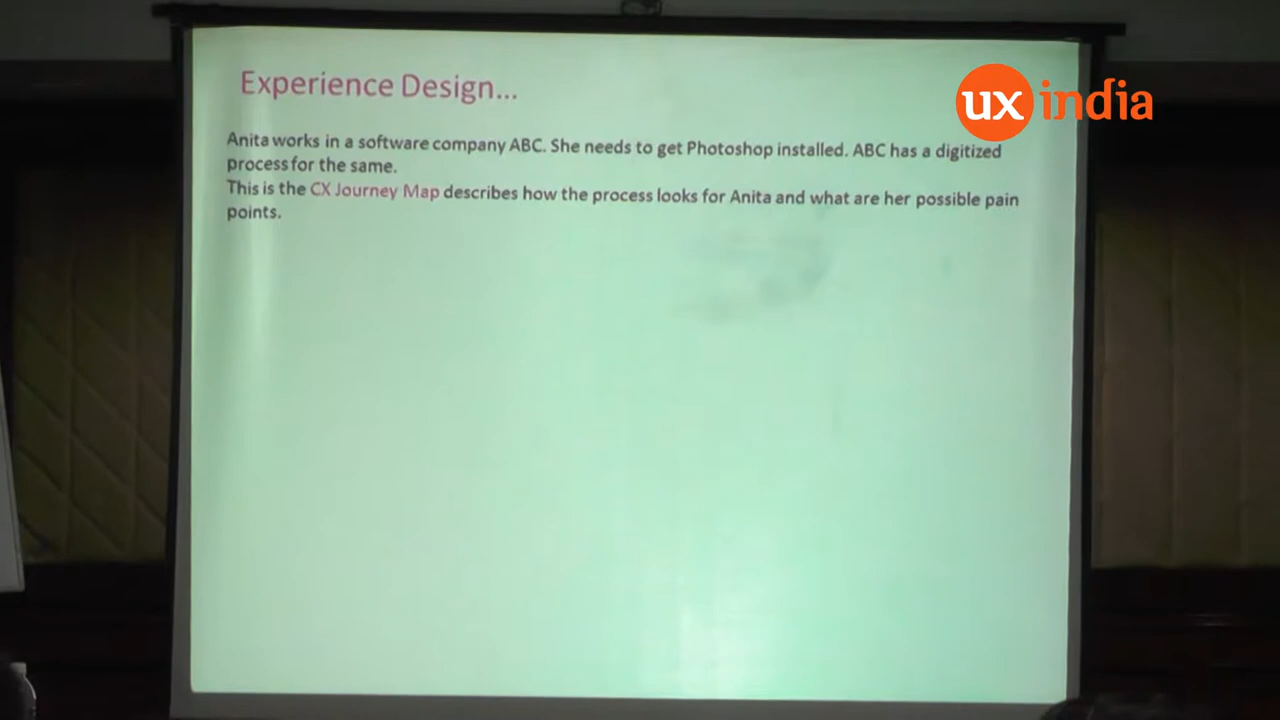 Experience Design...
ux india
Anita works in a software company ABC. She needs to get Photoshop installed. ABC has a digitized
process for the same.
This is the CX Journey Map describes how the process looks for Anita and what are her possible pain
points.